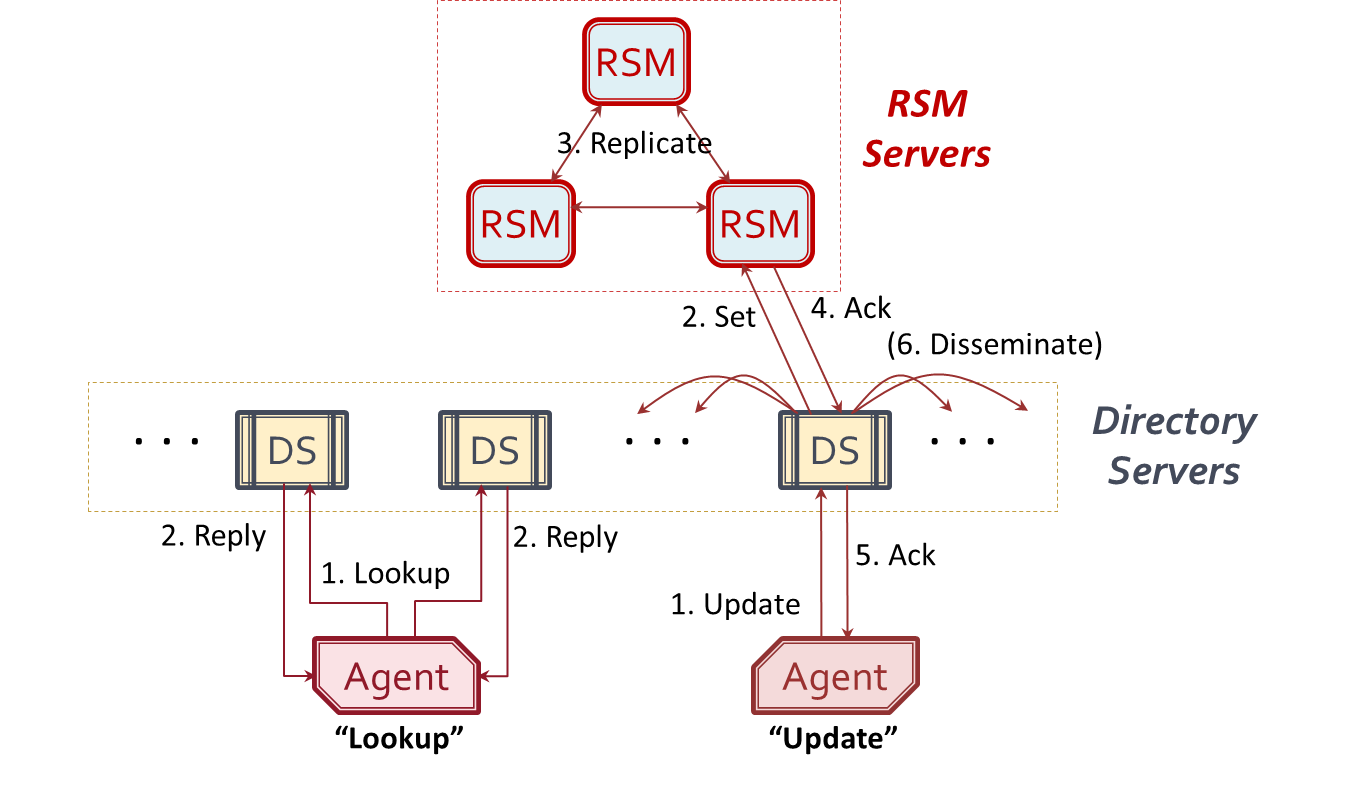 RSM
RSM
Servers
3. Replicate
RSM
RSM
2. Set
4. Ack
(6. Disseminate)
. . .
DS
DS
. . .
DS
. . .
Directory
Servers
2. Reply
2. Reply
1. Lookup
5. Ack
1. Update
Agent
Agent
“Lookup”
“Update”